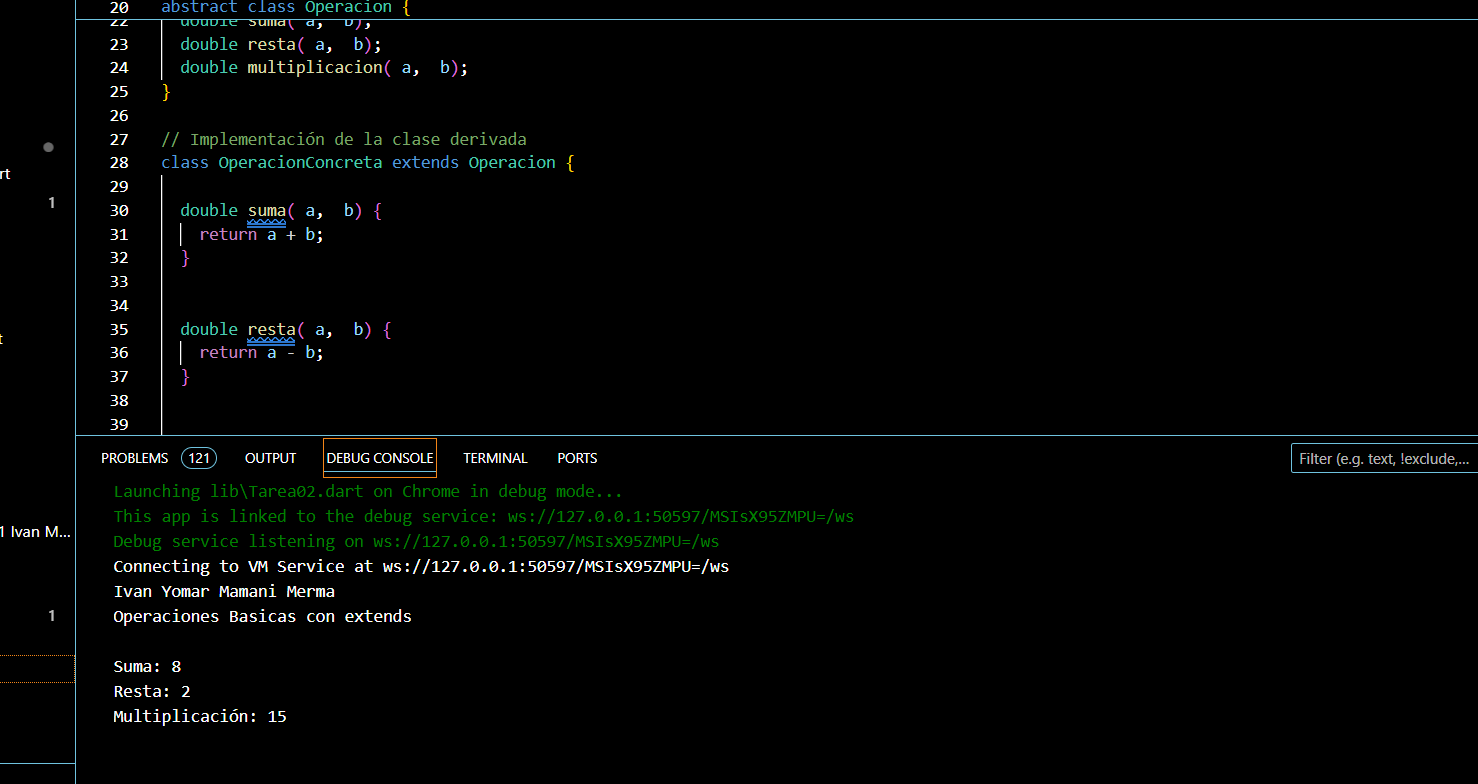 20 abstract class Operacion {
22 double suma( a,  b);
23 double resta( a,  b);
24 double multiplicacion( a,  b);
25 }
26
27 // Implementación de la clase derivada
28 class OperacionConcreta extends Operacion {
rt
29
1
30 double suma( a,  b) {
31 return a + b;
32 }
33
34
35 double resta( a,  b) {
t
36 return a - b;
37 }
38
39
PROBLEMS 121 OUTPUT DEBUG CONSOLE TERMINAL PORTS Filter (e.g. text, !exclude,...
Launching lib\Tarea02.dart on Chrome in debug mode...
This app is linked to the debug service: ws://127.0.0.1:50597/MSIsX95ZMPU=/ws
1 Ivan M...
Debug service listening on ws://127.0.0.1:50597/MSIsX95ZMPU=/ws
Connecting to VM Service at ws://127.0.0.1:50597/MSIsX95ZMPU=/ws
Ivan Yomar Mamani Merma
1
Operaciones Basicas con extends
Suma: 8
Resta: 2
Multiplicación: 15